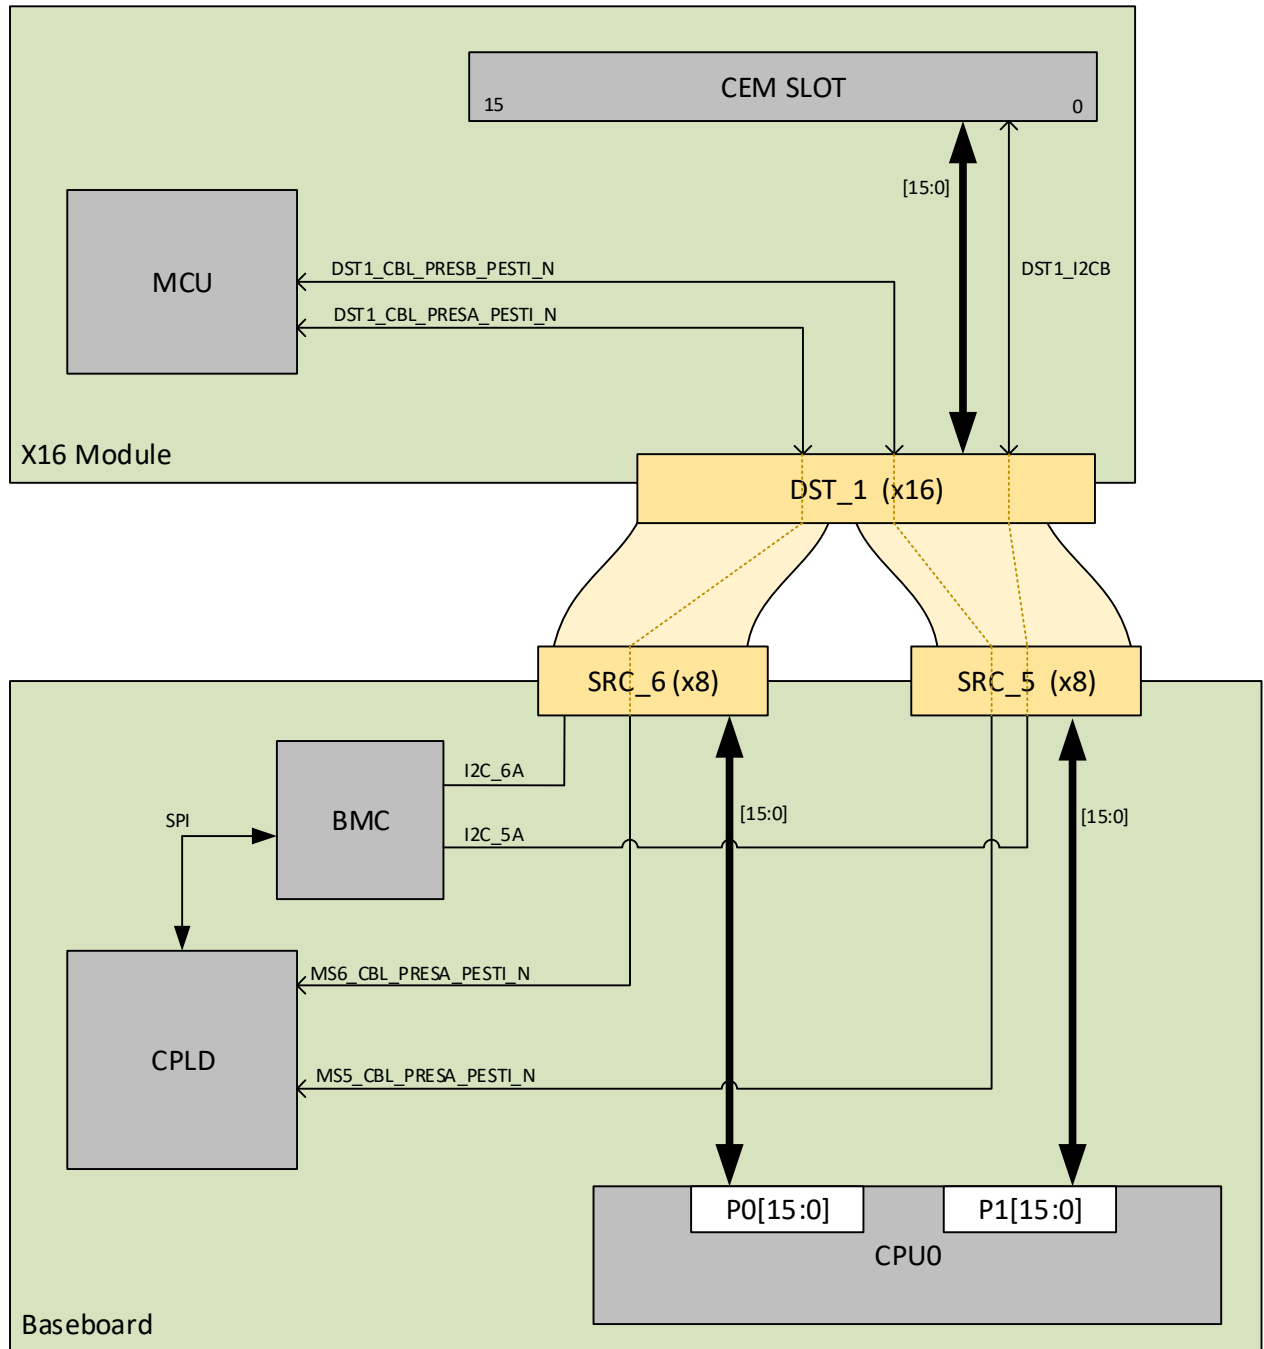 CEM SLOT
15
0
[15:0]
MCU
DST1_CBL_PRESB_PESTI_N
DST1_I2CB
DST1_CBL_PRESA_PESTI_N
X16 Module
DST_1 (x16)
SRC_6 (x8)
SRC_5 (x8)
I2C_6A
SPI
BMC
[15:0]
[15:0]
I2C_5A
MS6_CBL_PRESA_PESTI_N
CPLD
MS5_CBL_PRESA_PESTI_N
P0[15:0]
P1[15:0]
CPU0
Baseboard